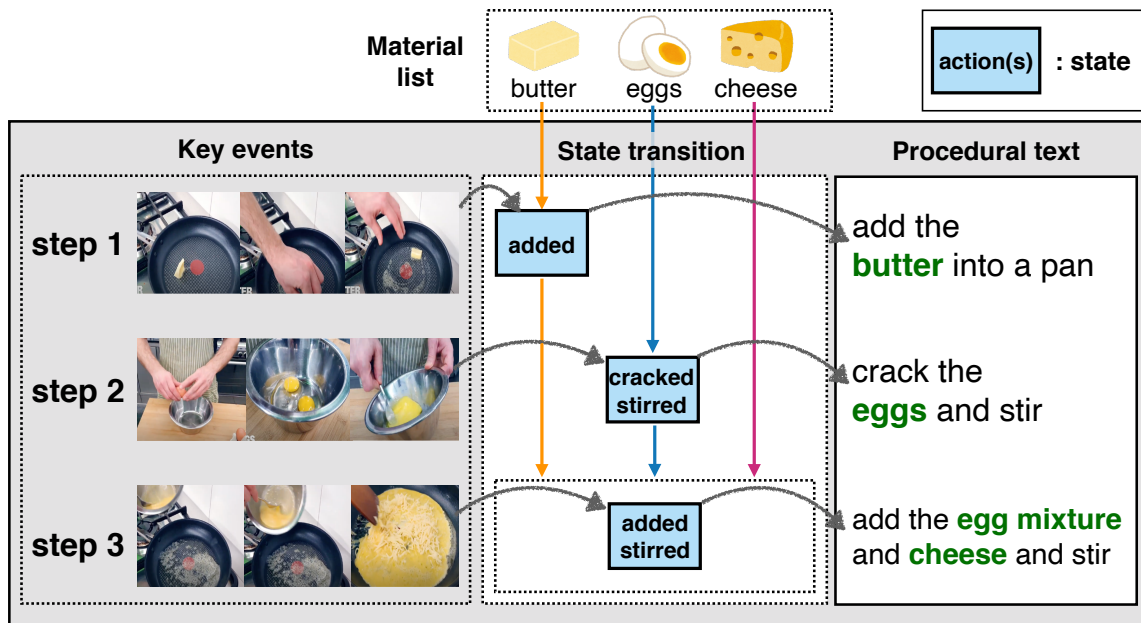 Material
list
butter
eggs
cheese
action(s)
: state
Key events
State transition
Procedural text
step 1
added
add the
butter into a pan
step 2
cracked
stirred
crack the
eggs and stir
step 3
added
stirred
add the egg mixture
and cheese and stir